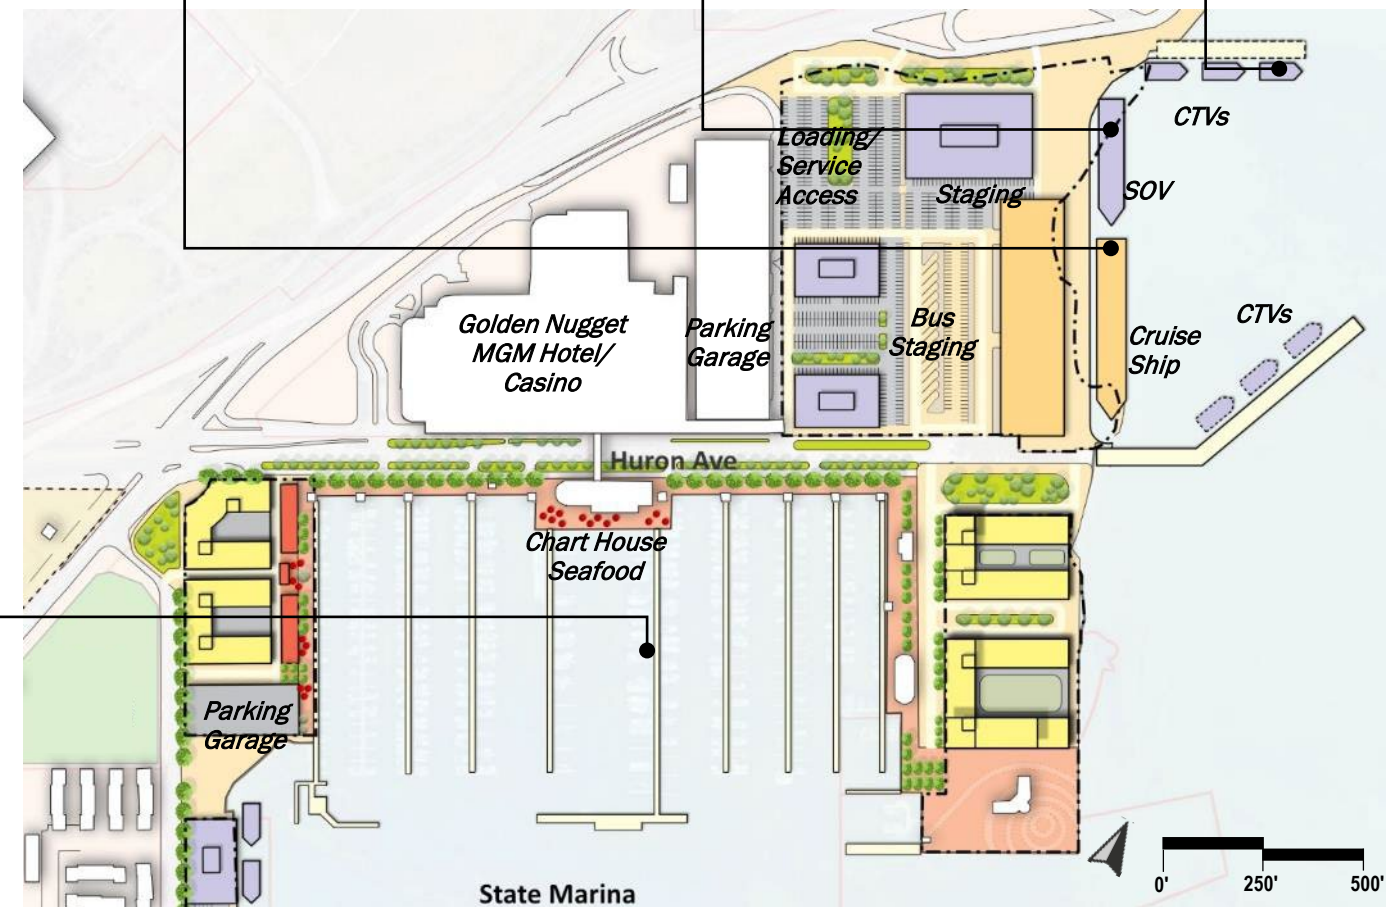 CTVs
Loading/
Service
Access
Staging
SOV
Golden Nugget
MGM Hotel/
Casino
Parking
Garage
Bus
Staging
Cruise
Ship
CTVs
Huron Ave
Chart House
Seafood
Parking
Garage
State Marina
0'
250'
500'